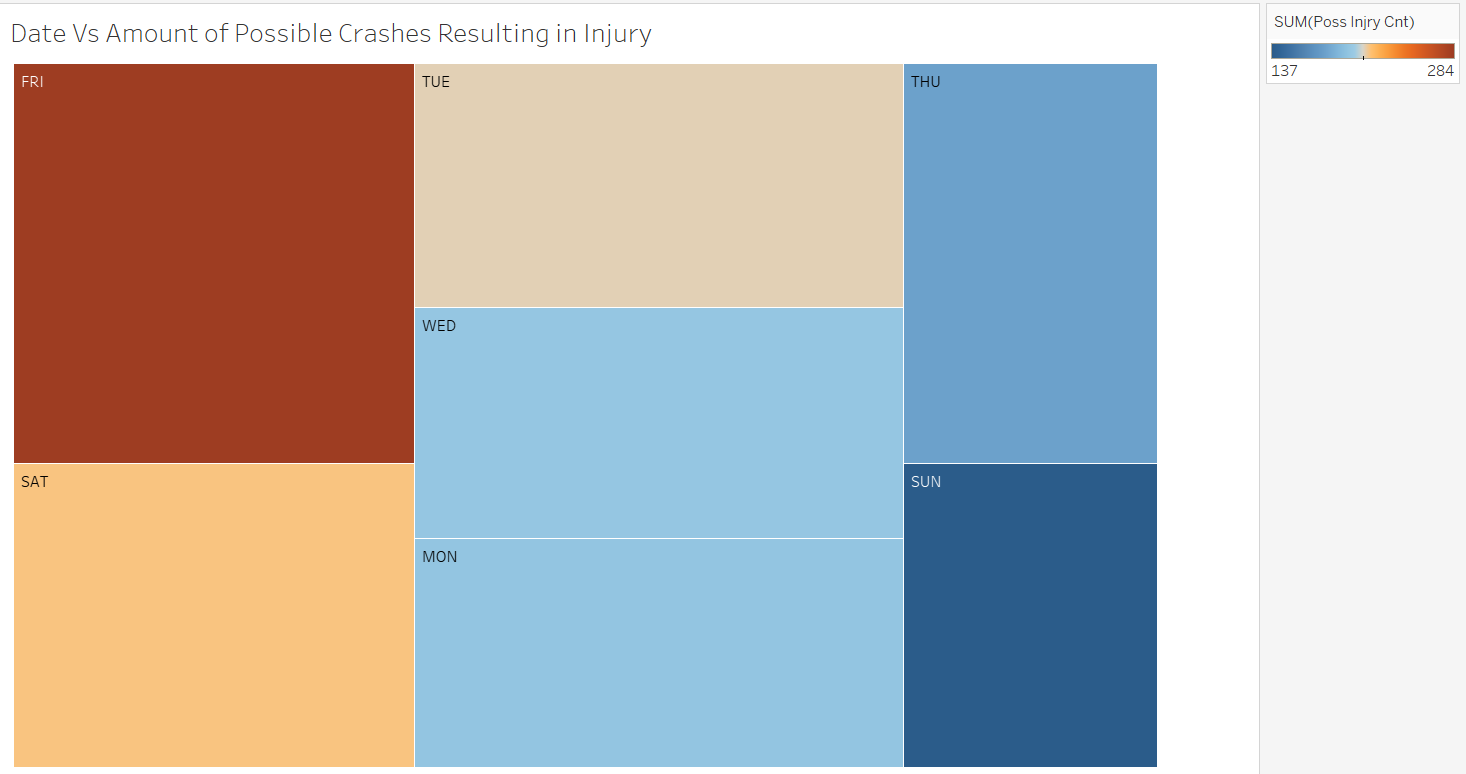 Date Vs Amount of Possible Crashes Resulting in Injury
SUM(Poss Injry Cnt)
137 284
FRI
TUE
THU
WED
SAT
SUN
MON